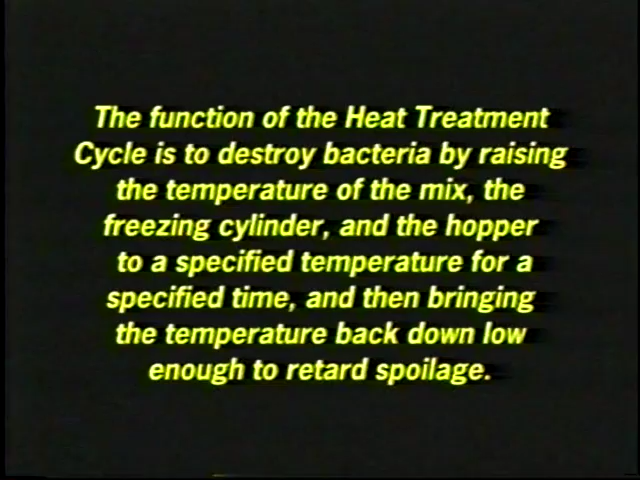 The function of the Heat Treatment
Cycle is to destroy bacteria by raising
the temperature of the mix, the
freezing cylinder, and the hopper
to a specified temperature for a
specified time, and then bringing
the temperature back down low
enough to retard spoilage.